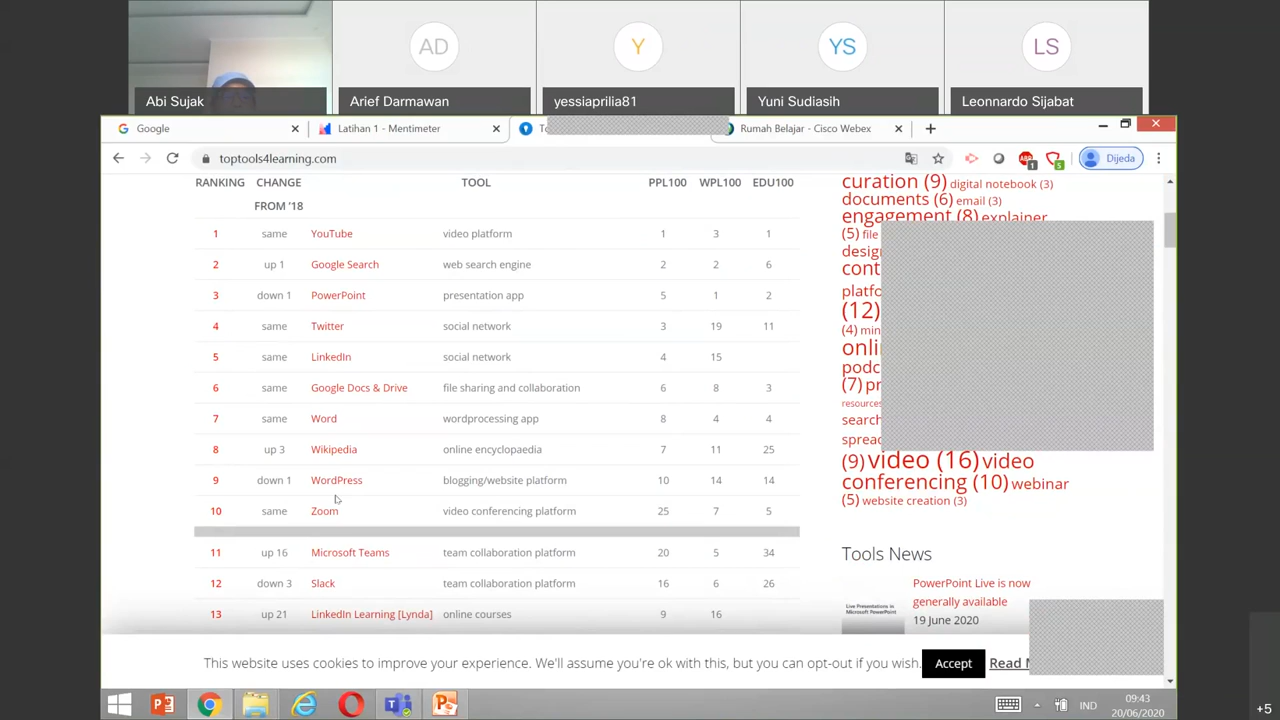 AD
Y
YS
LS
Abi Sujak
Arief Darmawan
yessiaprilia81
Yuni Sudiasih
Leonnardo Sijabat
Google
Latihan 1 - Mentimeter
Rumah Belajar - Cisco Webex
toptools4learning.com
Dijeda
RANKING CHANGE FROM '18 TOOL PPL100 WPL100 EDU100
1 same YouTube video platform 1 3 1
2 up 1 Google Search web search engine 2 2 6
3 down 1 PowerPoint presentation app 5 1 2
4 same Twitter social network 3 19 11
5 same LinkedIn social network 4 15
6 same Google Docs & Drive file sharing and collaboration 6 8 3
7 same Word wordprocessing app 8 4 4
8 up 3 Wikipedia online encyclopaedia 7 11 25
9 down 1 WordPress blogging/website platform 10 14 14
10 same Zoom video conferencing platform 25 7 5
11 up 16 Microsoft Teams team collaboration platform 20 5 34
12 down 3 Slack team collaboration platform 16 6 26
13 up 21 LinkedIn Learning [Lynda] online courses 9 16
curation (9) digital notebook (3)
documents (6) email (3)
engagement (8) explainer
(5) file
(12)
(4)
(7)
search
(9) video (16) video
conferencing (10) webinar
(5) website creation (3)
Tools News
PowerPoint Live is now
generally available
19 June 2020
Live Presentations in
Microsoft PowerPoint
This website uses cookies to improve your experience. We'll assume you're ok with this, but you can opt-out if you wish.
Accept
Read
IND
09:43
20/06/2020
+5